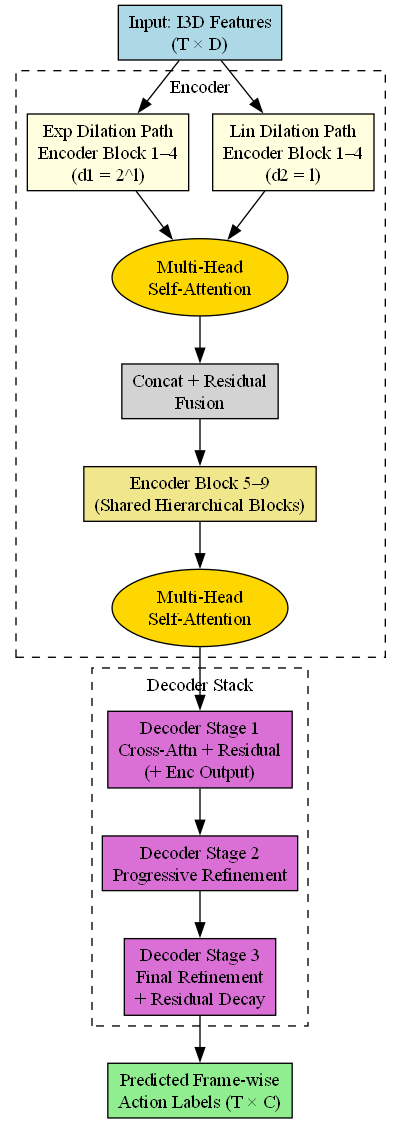 Input: I3D Features
(T × D)
Encoder
Exp Dilation Path
Encoder Block 1–4
(d1 = 2^l)
Lin Dilation Path
Encoder Block 1–4
(d2 = l)
Multi-Head
Self-Attention
Concat + Residual
Fusion
Encoder Block 5–9
(Shared Hierarchical Blocks)
Multi-Head
Self-Attention
Decoder Stack
Decoder Stage 1
Cross-Attn + Residual
(+ Enc Output)
Decoder Stage 2
Progressive Refinement
Decoder Stage 3
Final Refinement
+ Residual Decay
Predicted Frame-wise
Action Labels (T × C)